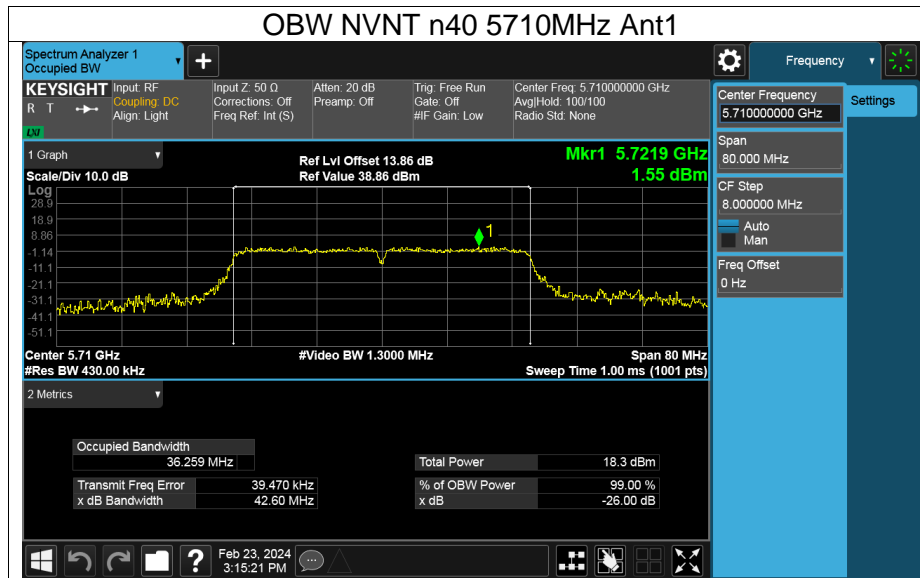 OBW NVNT n40 5710MHz Ant1
Spectrum Analyzer 1
Occupied BW
▼
+
Frequency
▼
KEYSIGHT
R T
LXI
Input: RF
Coupling: DC
Align: Light
Input Z: 50 Ω
Corrections: Off
Freq Ref: Int (S)
Atten: 20 dB
Preamp: Off
Trig: Free Run
Gate: Off
#IF Gain: Low
Center Freq: 5.710000000 GHz
Avg|Hold: 100/100
Radio Std: None
Center Frequency
5.710000000 GHz
Settings
Span
80.000 MHz
CF Step
8.000000 MHz
Auto
Man
Freq Offset
0 Hz
1 Graph
▼
Scale/Div 10.0 dB
Ref Lvl Offset 13.86 dB
Ref Value 38.86 dBm
Mkr1 5.7219 GHz
1.55 dBm
Log
28.9
18.9
8.86
-1.14
-11.1
-21.1
-31.1
-41.1
-51.1
1
Center 5.71 GHz
#Video BW 1.3000 MHz
Span 80 MHz
#Res BW 430.00 kHz
Sweep Time 1.00 ms (1001 pts)
2 Metrics
▼
Occupied Bandwidth
36.259 MHz
Total Power 18.3 dBm
Transmit Freq Error 39.470 kHz
% of OBW Power 99.00 %
x dB Bandwidth 42.60 MHz
x dB -26.00 dB
?
Feb 23, 2024
3:15:21 PM